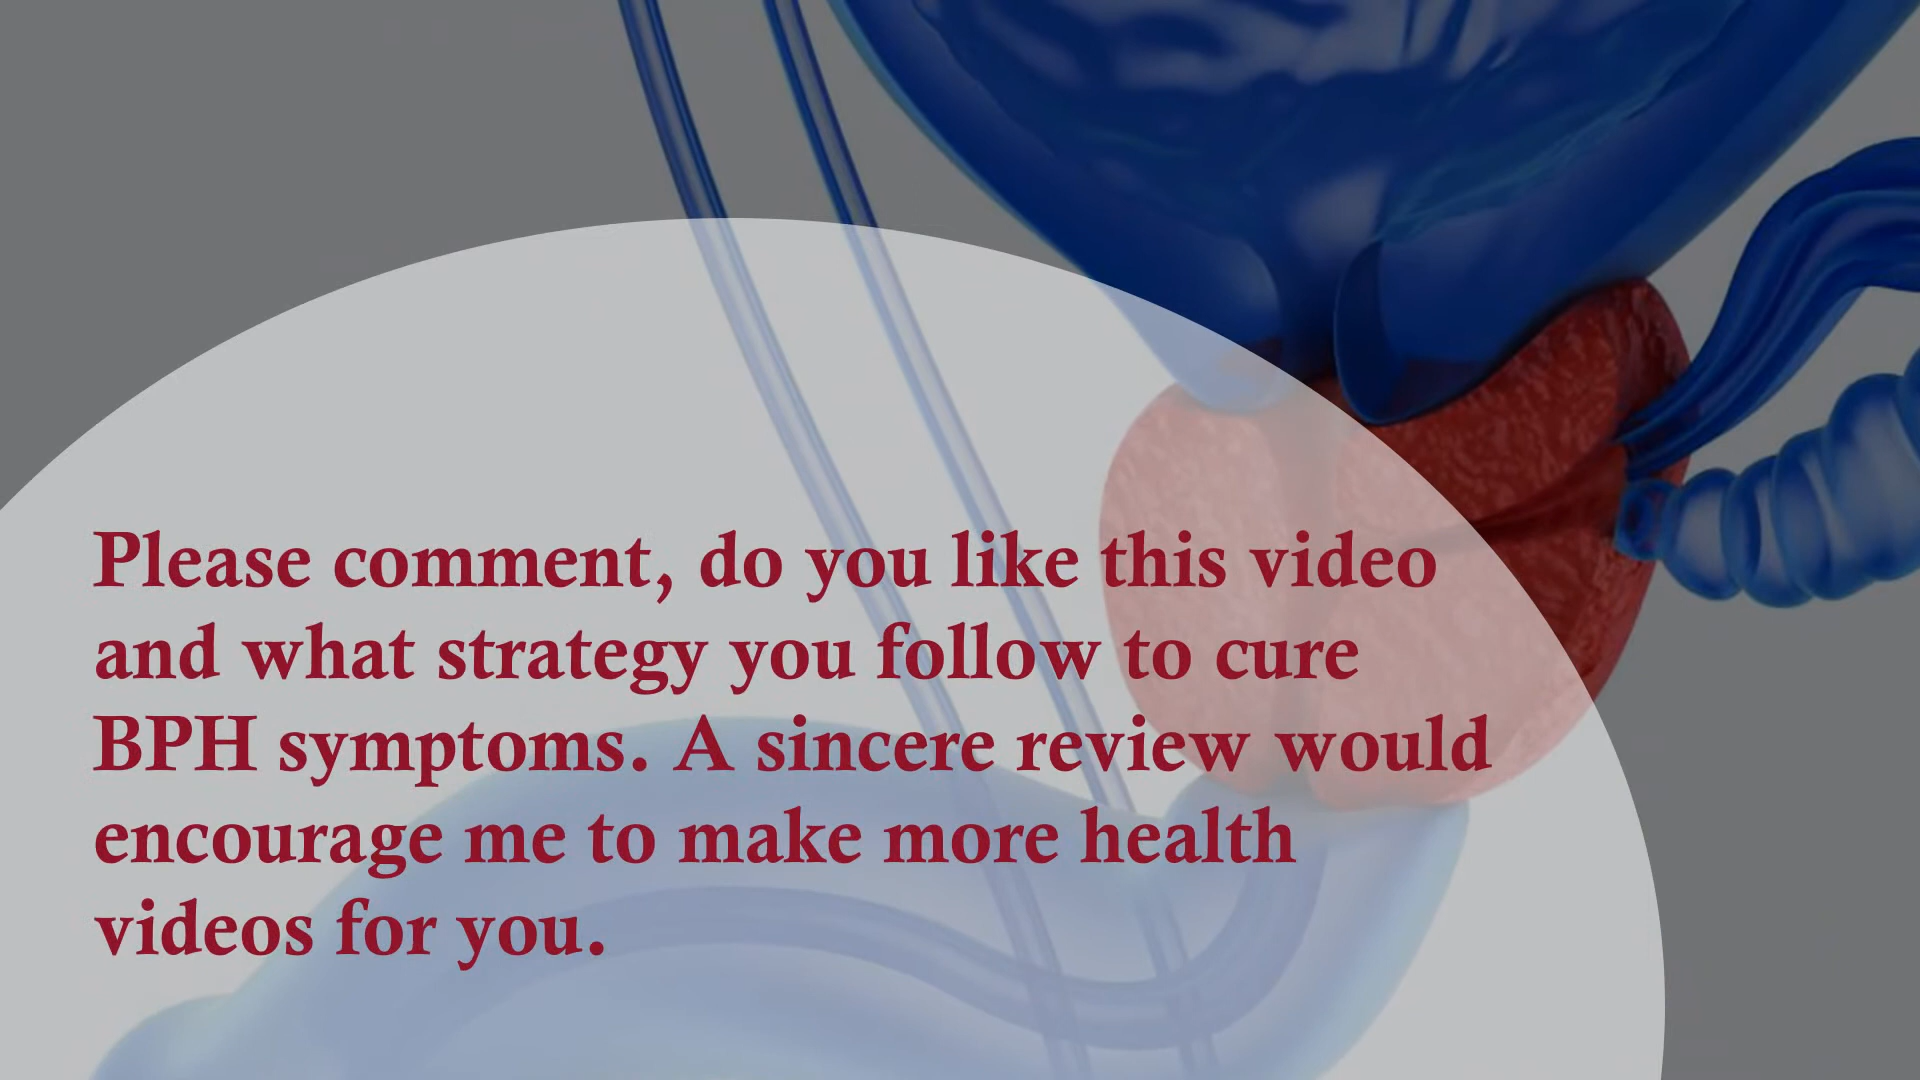 Please comment, do you like this video
and what strategy you follow to cure
BPH symptoms. A sincere review would
encourage me to make more health
videos for you.